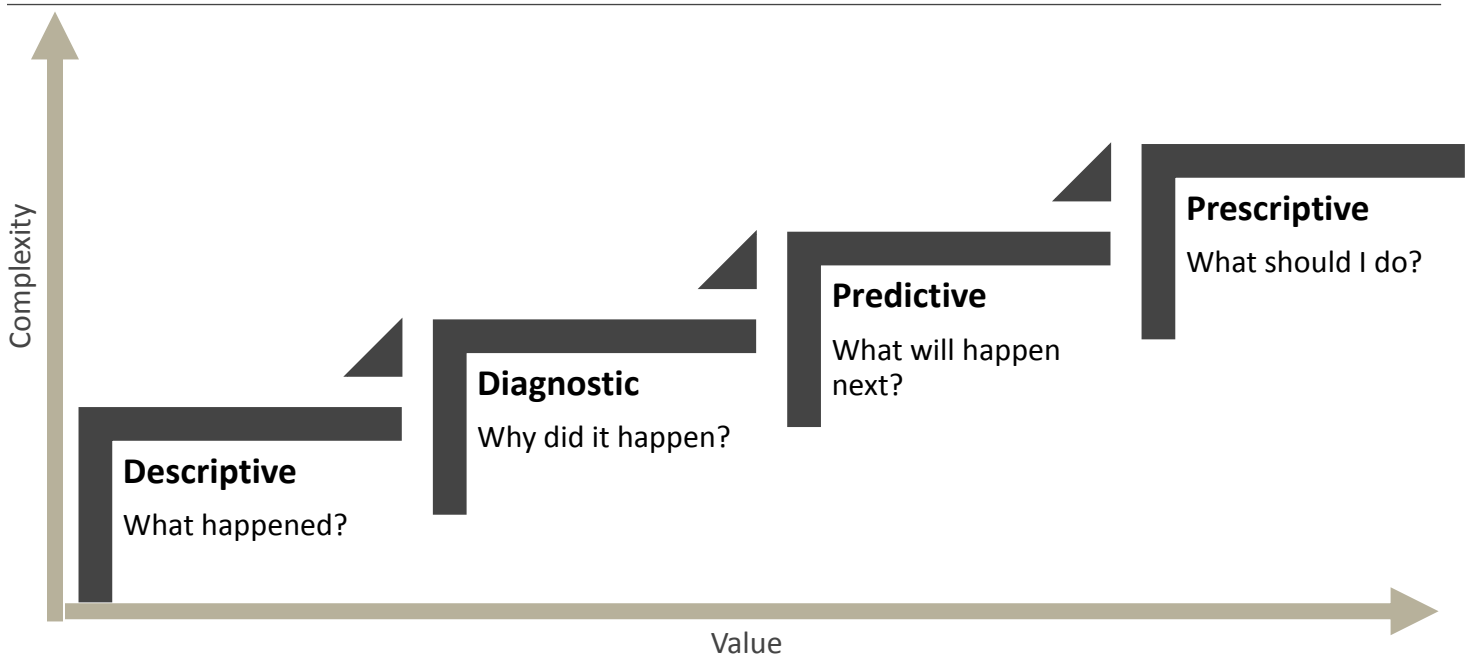 Complexity
Descriptive
What happened?
Diagnostic
Why did it happen?
Predictive
What will happen
next?
Prescriptive
What should I do?
Value